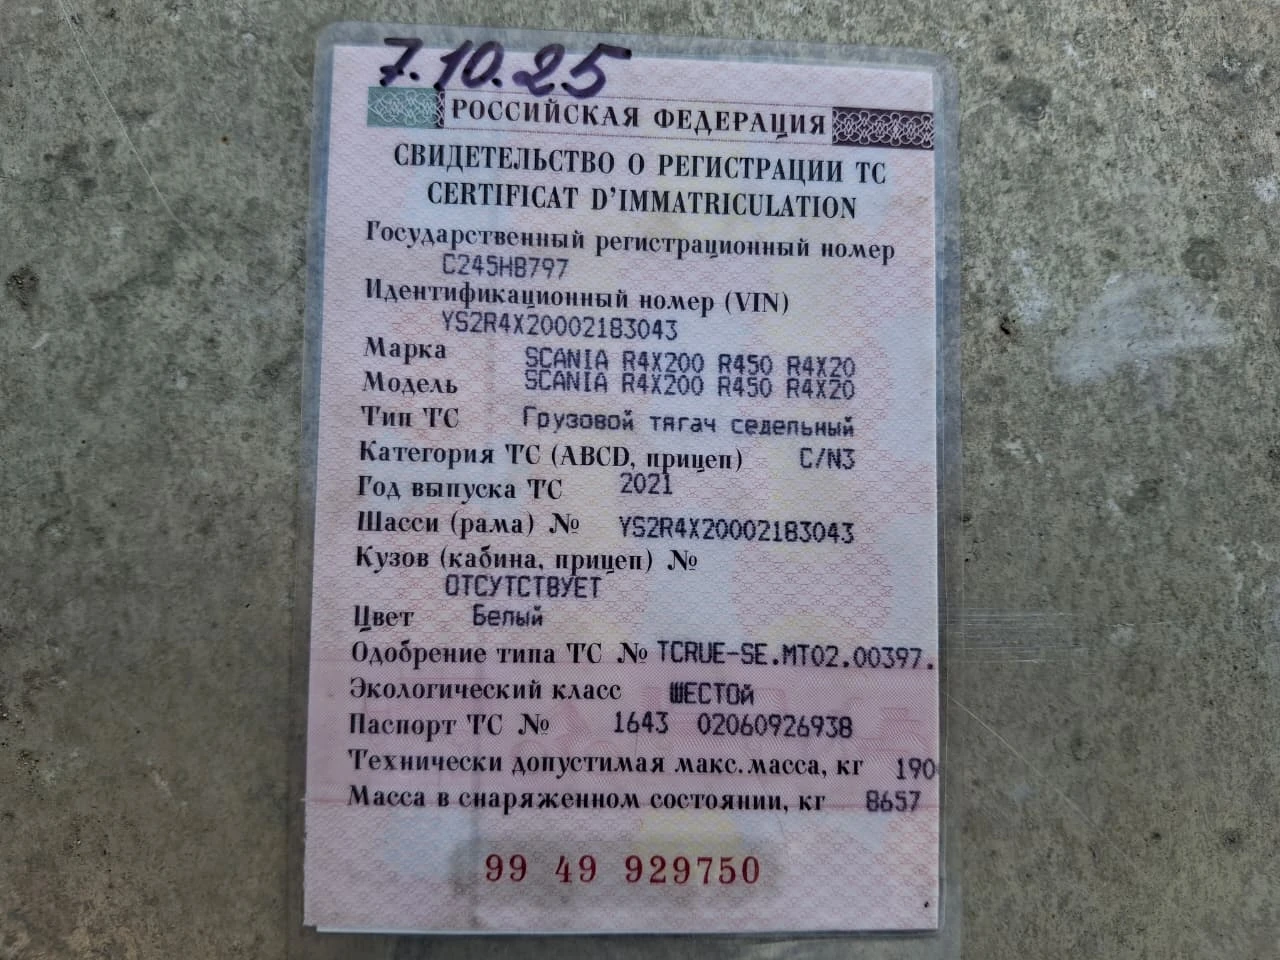 7.10.25
РОССИЙСКАЯ ФЕДЕРАЦИЯ
СВИДЕТЕЛЬСТВО О РЕГИСТРАЦИИ ТС
CERTIFICAT D'IMMATRICULATION
Государственный регистрационный номер
С245НВ797
Идентификационный номер (VIN)
YS2R4X20002183043
Марка SCANIA R4X200 R450 R4X20
Модель SCANIA R4X200 R450 R4X20
Тип ТС Грузовой тягач седельный
Категория ТС (ABCD, прицеп) C/N3
Год выпуска ТС 2021
Шасси (рама) № YS2R4X20002183043
Кузов (кабина, прицеп) №
ОТСУТСТВУЕТ
Цвет Белый
Одобрение типа ТС № TCRUE-SE.MT02.00397.
Экологический класс ШЕСТОЙ
Паспорт ТС № 1643 02060926938
Технически допустимая макс.масса, кг 190
Масса в снаряженном состоянии, кг 8657
99 49 929750